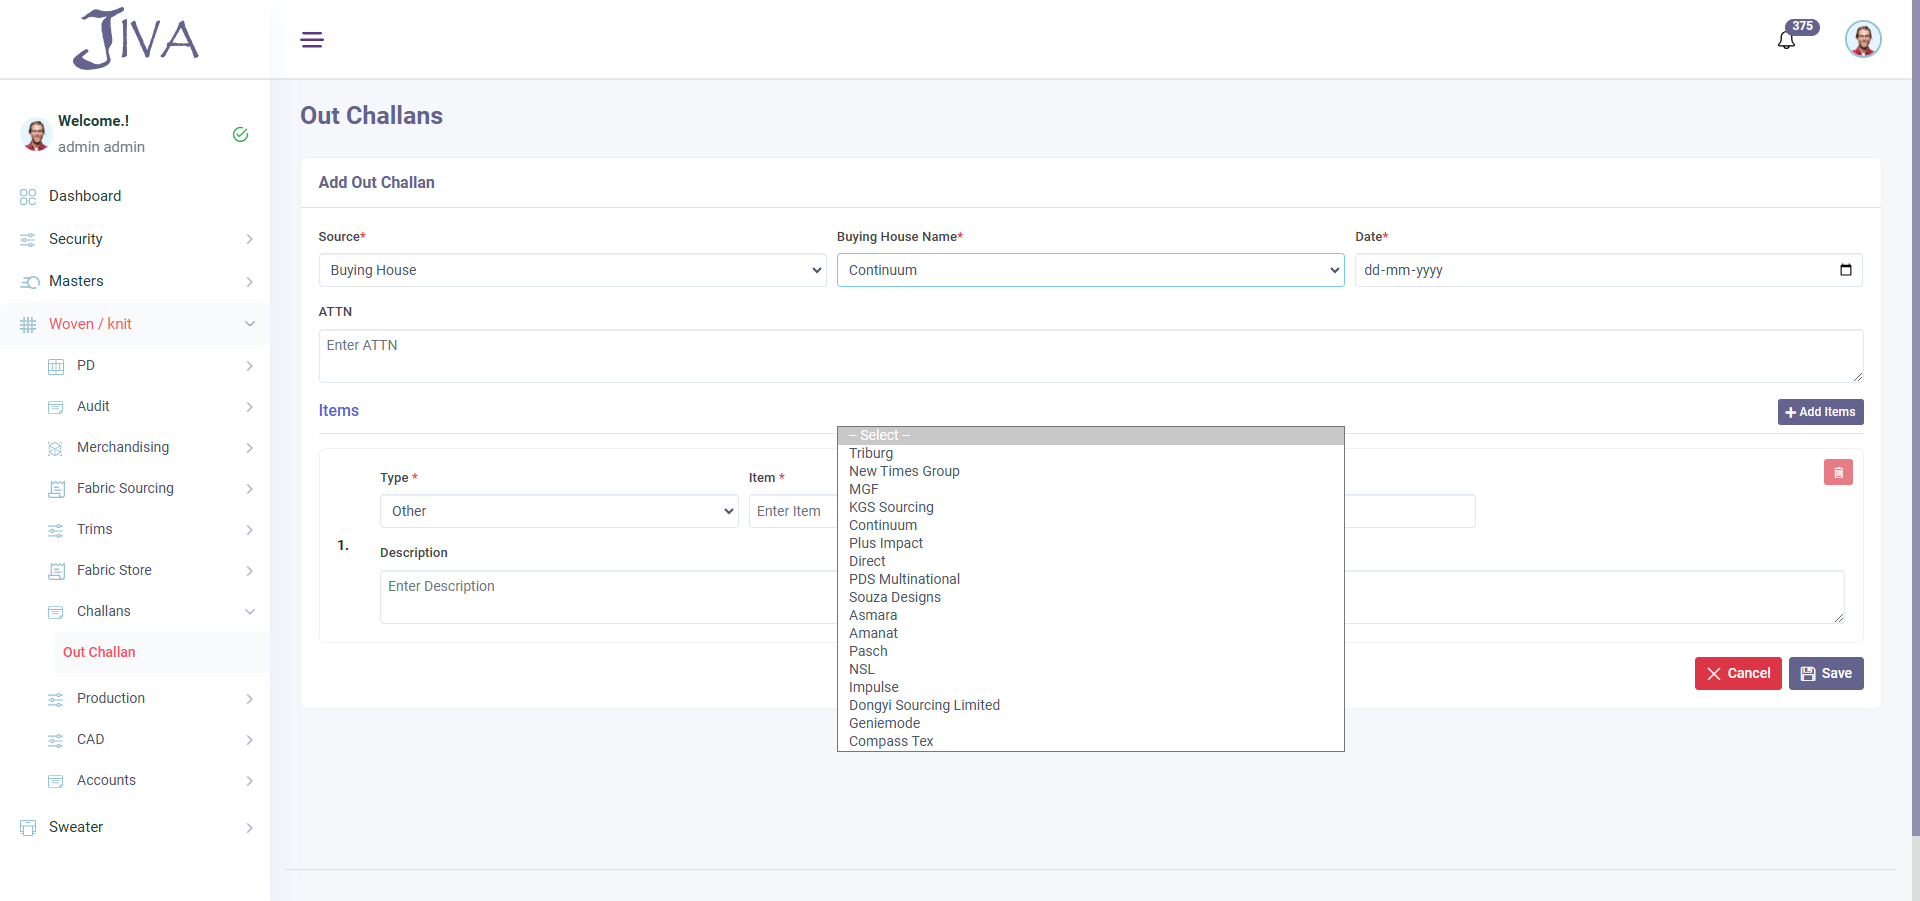 JIVA
375
Welcome.!
admin admin
Dashboard
Security
Masters
Woven / knit
PD
Audit
Merchandising
Fabric Sourcing
Trims
Fabric Store
Challans
Out Challan
Production
CAD
Accounts
Sweater
Out Challans
Add Out Challan
Source* Buying House Name* Date*
Buying House Continuum dd-mm-yyyy
ATTN
Enter ATTN
Items + Add Items
Type * Item *
Other Enter Item
1.
Description
Enter Description
-- Select --
Triburg
New Times Group
MGF
KGS Sourcing
Continuum
Plus Impact
Direct
PDS Multinational
Souza Designs
Asmara
Amanat
Pasch
NSL
Impulse
Dongyi Sourcing Limited
Geniemode
Compass Tex
Cancel Save